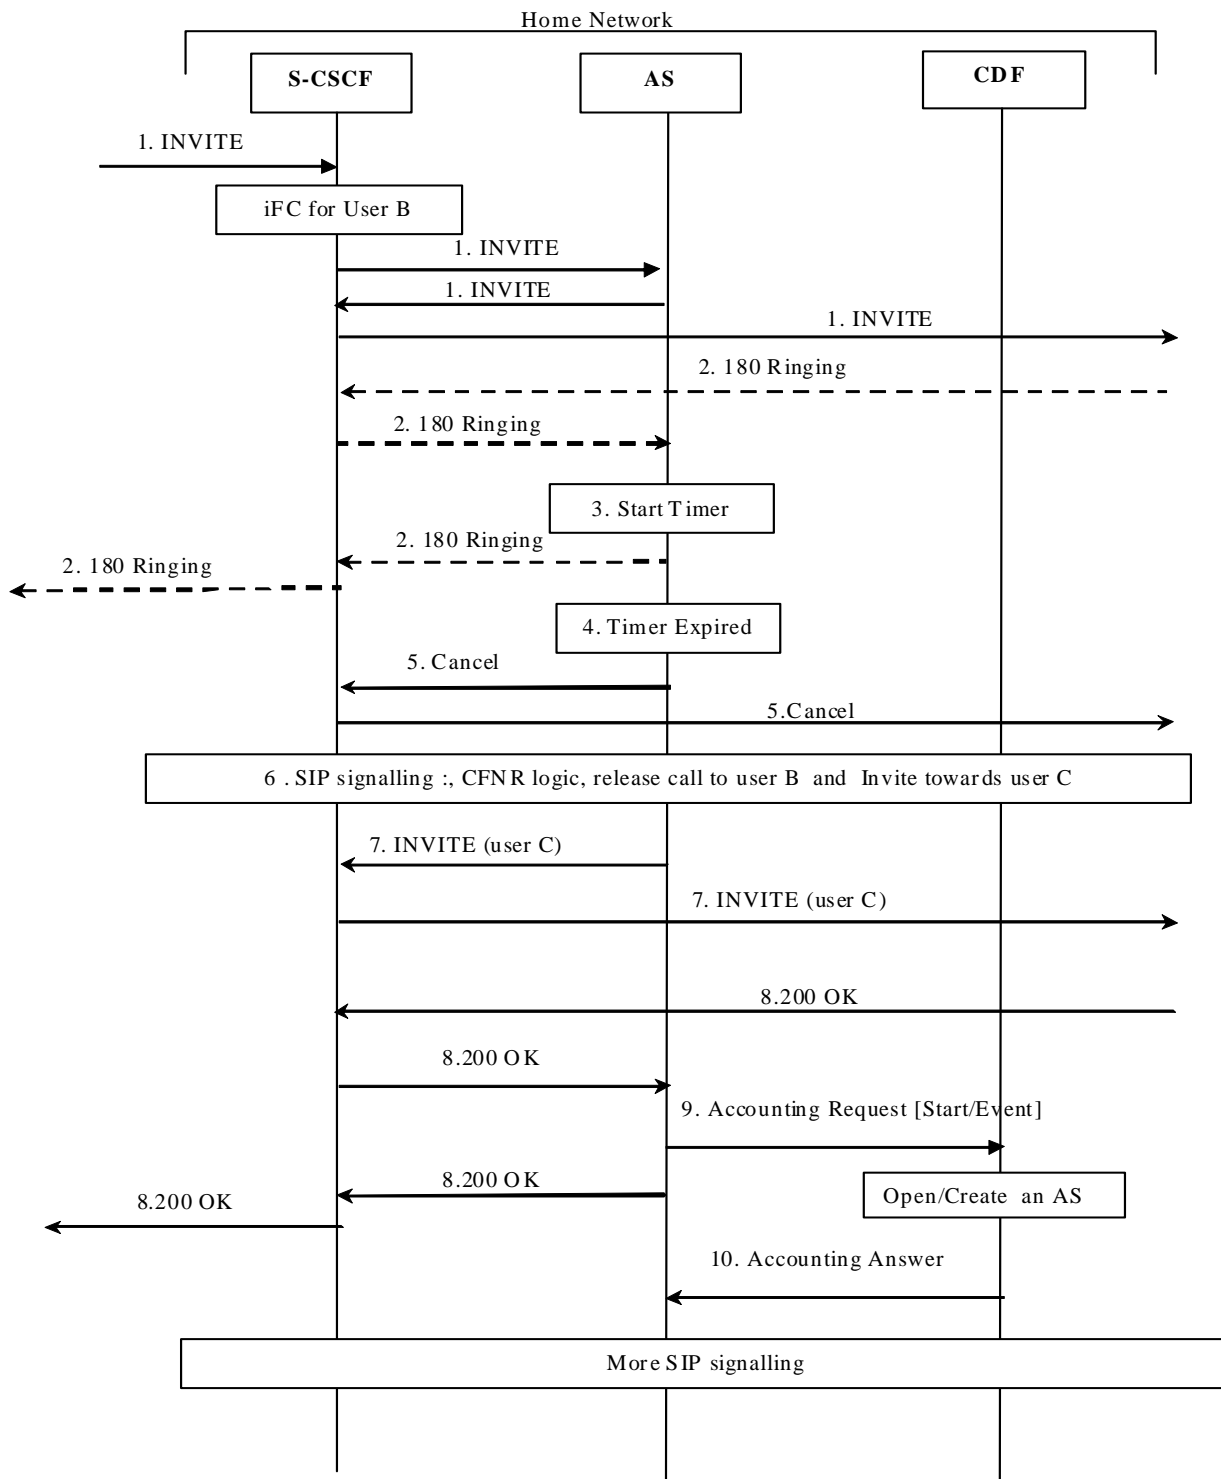 Home Network
S-CSCF
AS
CDF
1. INVITE
iFC for User B
1. INVITE
1. INVITE
1. INVITE
2. 180 Ringing
2. 180 Ringing
3. Start Timer
2. 180 Ringing
2. 180 Ringing
4. Timer Expired
5. Cancel
5.Cancel
6 . SIP signalling :, CFNR logic, release call to user B and Invite towards user C
7. INVITE (user C)
7. INVITE (user C)
8.200 OK
8.200 OK
9. Accounting Request [Start/Event]
8.200 OK
Open/Create an AS
8.200 OK
10. Accounting Answer
More SIP signalling